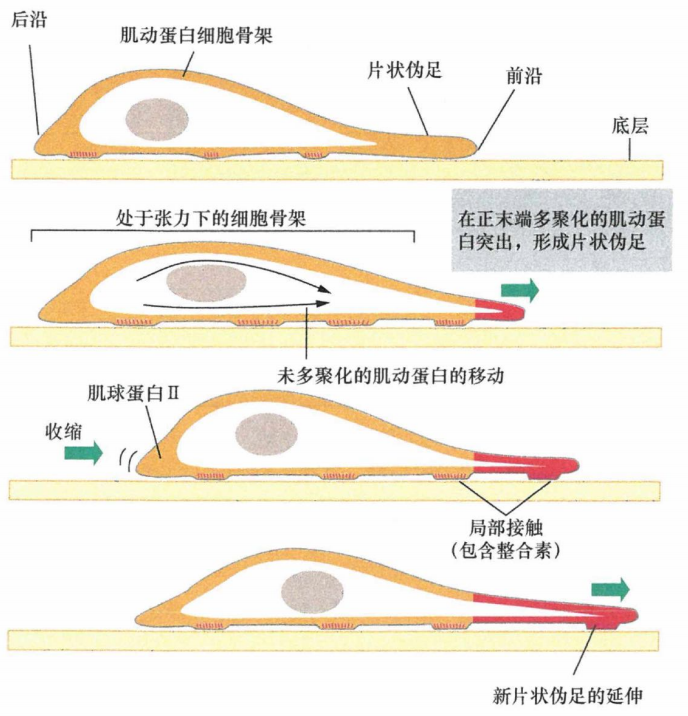 后沿
肌动蛋白细胞骨架
片状伪足
前沿
底层
处于张力下的细胞骨架
在正末端多聚化的肌动蛋
白突出，形成片状伪足
未多聚化的肌动蛋白的移动
肌球蛋白Ⅱ
收缩
局部接触
(包含整合素)
新片状伪足的延伸